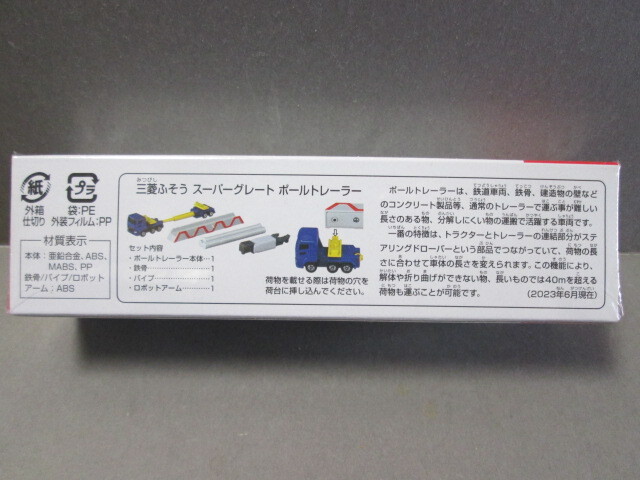 紙
外箱
仕切り
プラ
袋:PE
外装フィルム:PP
材質表示
本体:亜鉛合金、ABS、
MABS、PP
鉄骨/パイプ/ロボット
アーム:ABS
みつびし
三菱ふそう スーパーグレート ポールトレーラー
セット内容
・ポールトレーラー本体…1
・鉄骨…………………1
・パイプ………………1
・ロボットアーム………1
荷物を載せる際は荷物の穴を
荷台に挿し込んでください。
ポールトレーラーは、鉄道車両、鉄骨、建造物の壁など
のコンクリート製品等、通常のトレーラーで運ぶ事が難しい
長さのある物、分解しにくい物の運搬で活躍する車両です。
一番の特徴は、トラクターとトレーラーの連結部分がステ
アリングドローバーという部品でつながっていて、荷物の長
さに合わせて車体の長さを変えられます。この機能により、
解体や折り曲げができない物、長いものでは40mを超える
荷物も運ぶことが可能です。
(2023年6月現在)